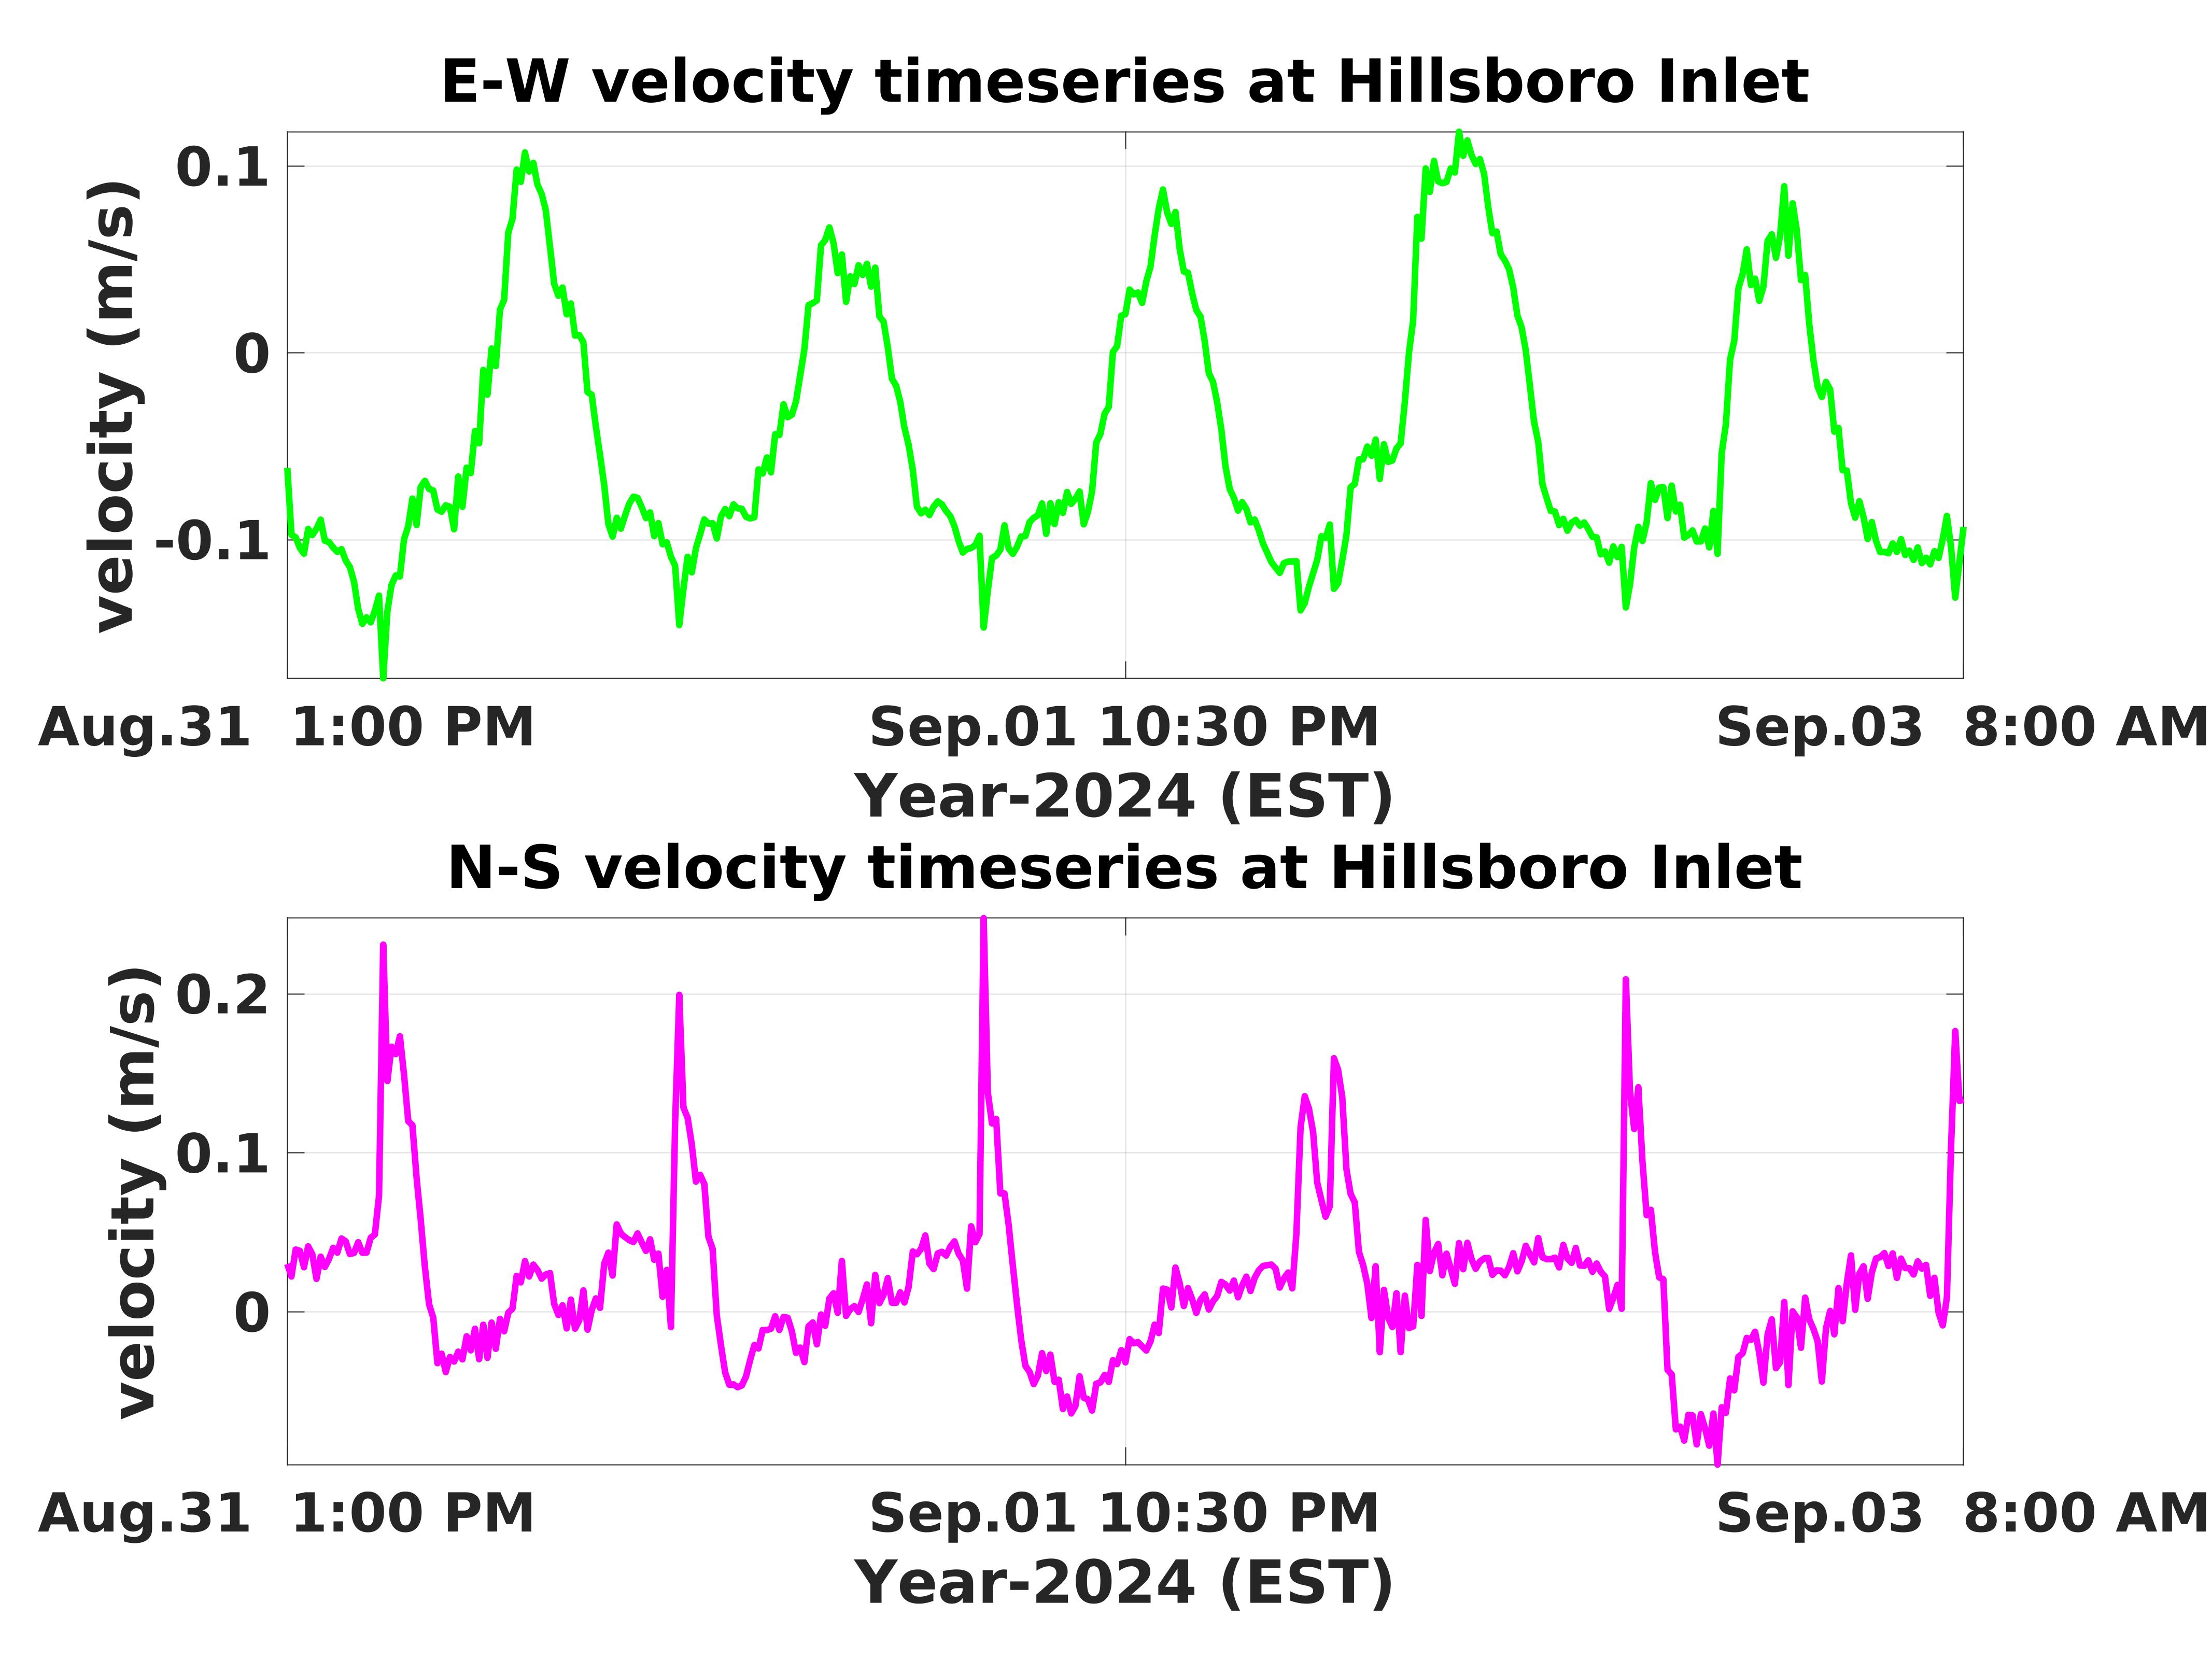 E-W velocity timeseries at Hillsboro Inlet
velocity (m/s)
0.1
0
-0.1
Aug.31  1:00 PM
Sep.01 10:30 PM
Sep.03  8:00 AM
Year-2024 (EST)
N-S velocity timeseries at Hillsboro Inlet
velocity (m/s)
0.2
0.1
0
Aug.31  1:00 PM
Sep.01 10:30 PM
Sep.03  8:00 AM
Year-2024 (EST)